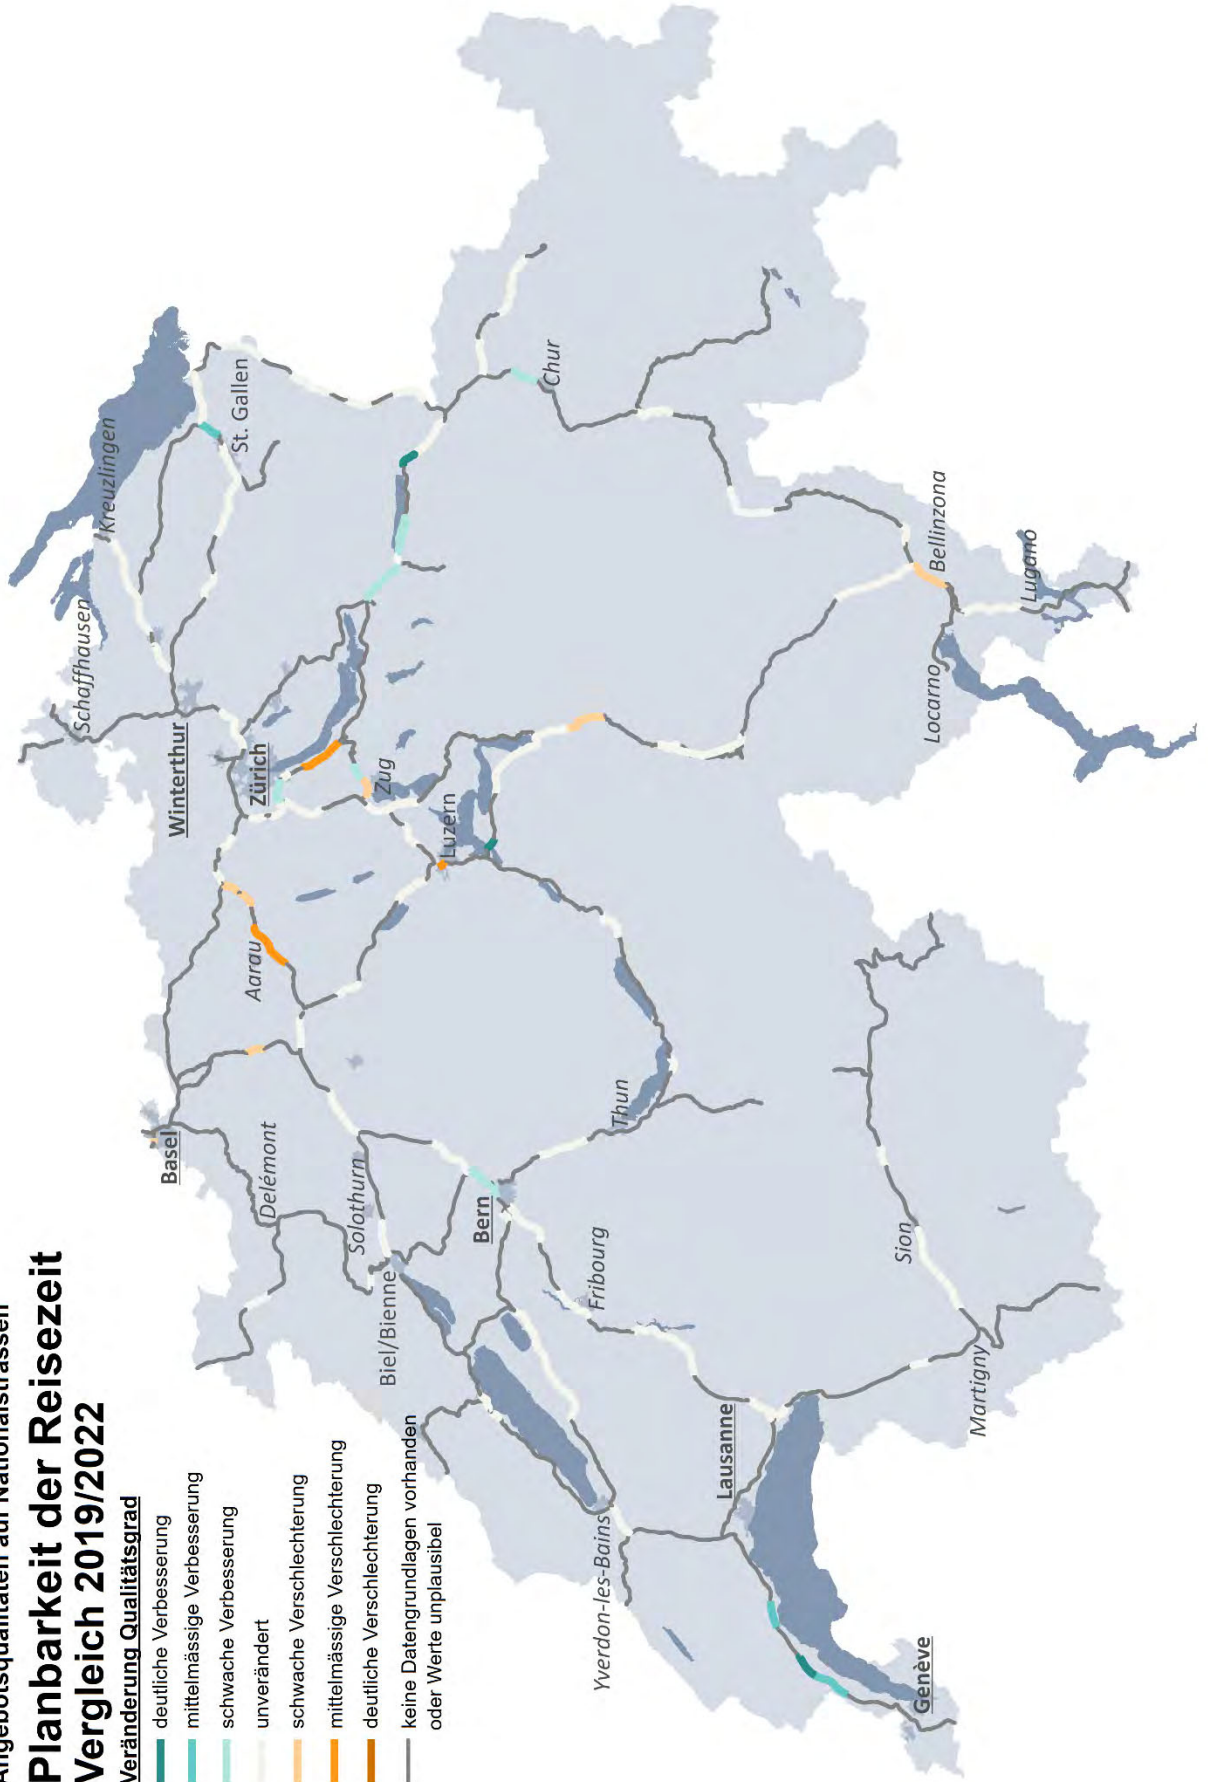 Angebotsqualitäten auf Nationalstrassen
Planbarkeit der Reisezeit
Vergleich 2019/2022
Veränderung Qualitätsgrad
deutliche Verbesserung
mittelmässige Verbesserung
schwache Verbesserung
unverändert
schwache Verschlechterung
mittelmässige Verschlechterung
deutliche Verschlechterung
keine Datengrundlagen vorhanden
oder Werte unplausibel
Schaffhausen
Kreuzlingen
Basel
Winterthur
St. Gallen
Delémont
Aarau
Zürich
Solothurn
Biel/Bienne
Zug
Luzern
Bern
Chur
Fribourg
Thun
Yverdon-les-Bains
Lausanne
Sion
Genève
Martigny
Locarno
Bellinzona
Lugano